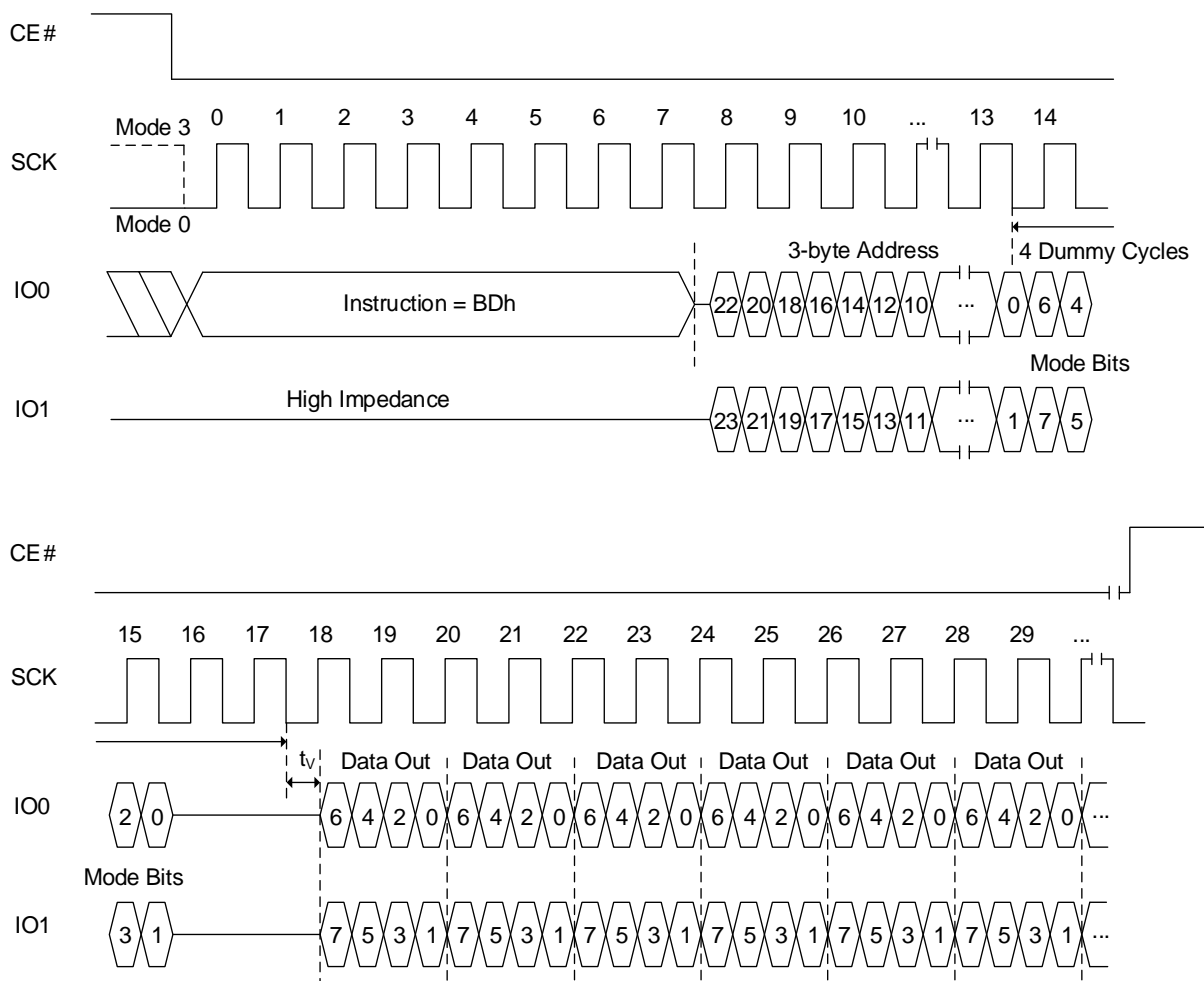 CE#
0 1 2 3 4 5 6 7 8 9 10 ... 13 14
Mode 3
SCK
Mode 0
3-byte Address 4 Dummy Cycles
IO0 Instruction = BDh 22 20 18 16 14 12 10 ... 0 6 4
Mode Bits
IO1 High Impedance 23 21 19 17 15 13 11 ... 1 7 5
CE#
15 16 17 18 19 20 21 22 23 24 25 26 27 28 29 ...
SCK
tV Data Out Data Out Data Out Data Out Data Out Data Out
IO0 2 0 6 4 2 0 6 4 2 0 6 4 2 0 6 4 2 0 6 4 2 0 6 4 2 0 ...
Mode Bits
IO1 3 1 7 5 3 1 7 5 3 1 7 5 3 1 7 5 3 1 7 5 3 1 7 5 3 1 ...